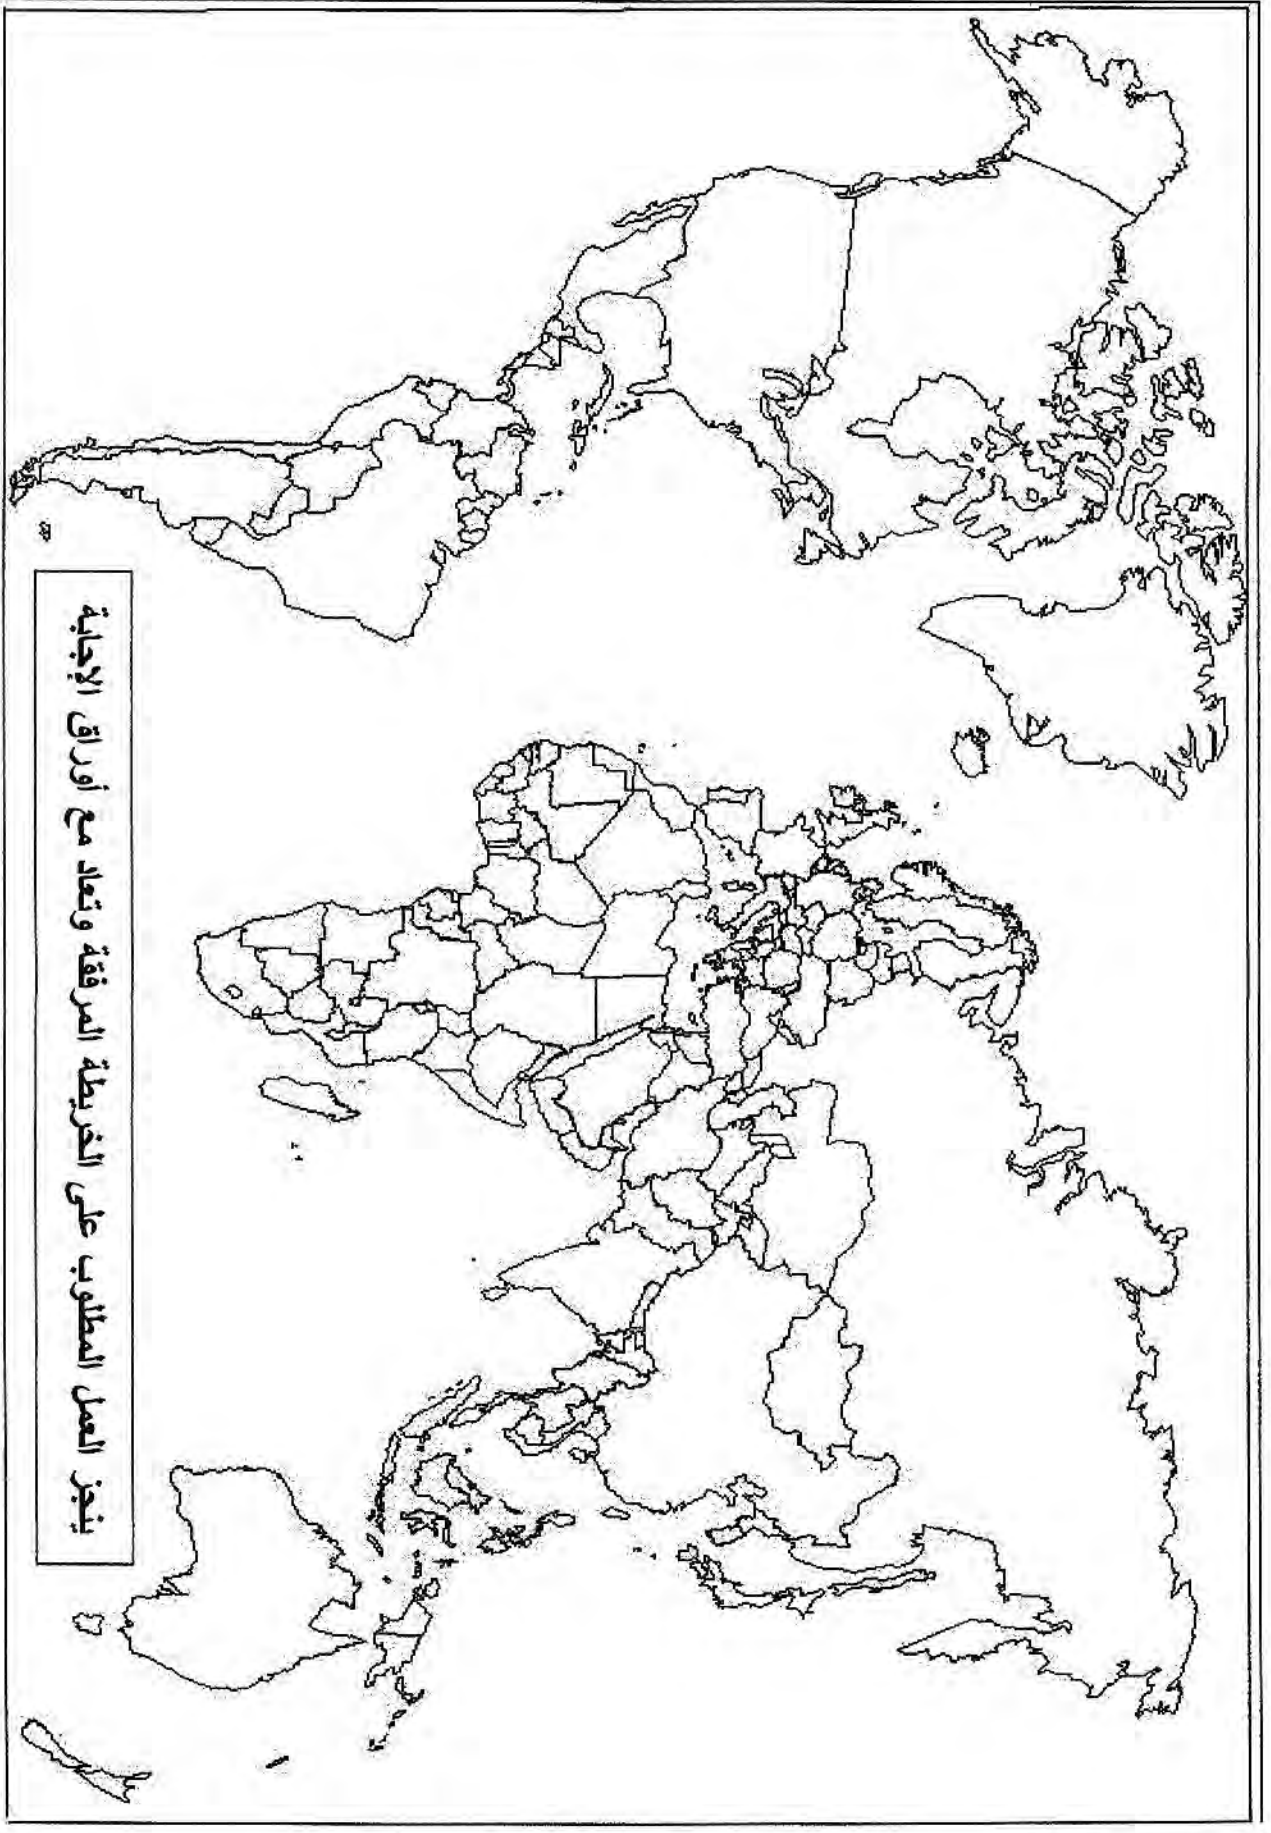 ينجز العمل المطلوب على الخريطة المرفقة وتعاد مع أوراق الإجابة